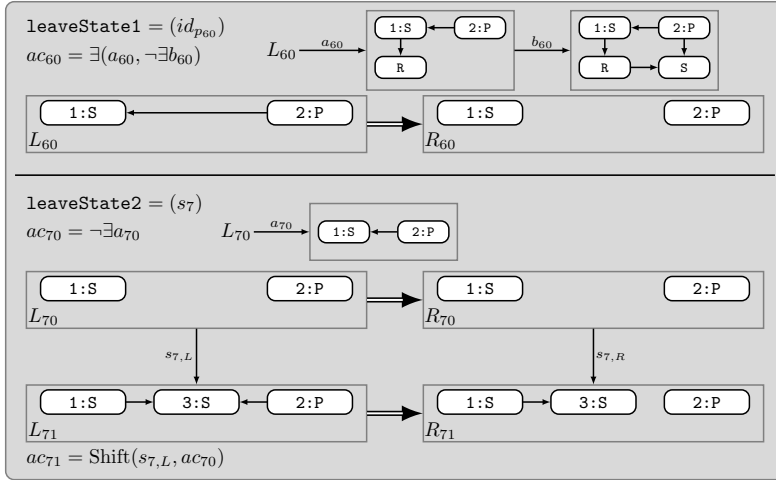 leaveState1 = (id_{p_{60}})
ac_{60} = ∃(a_{60}, ¬∃b_{60})
L_{60} a_{60} 1:S 2:P R b_{60} 1:S 2:P R S
1:S 2:P 1:S 2:P
L_{60} R_{60}
leaveState2 = (s_7)
ac_{70} = ¬∃a_{70}
L_{70} a_{70} 1:S 2:P
1:S 2:P 1:S 2:P
L_{70} R_{70}
s_{7,L} s_{7,R}
1:S 3:S 2:P 1:S 3:S 2:P
L_{71} R_{71}
ac_{71} = Shift(s_{7,L}, ac_{70})